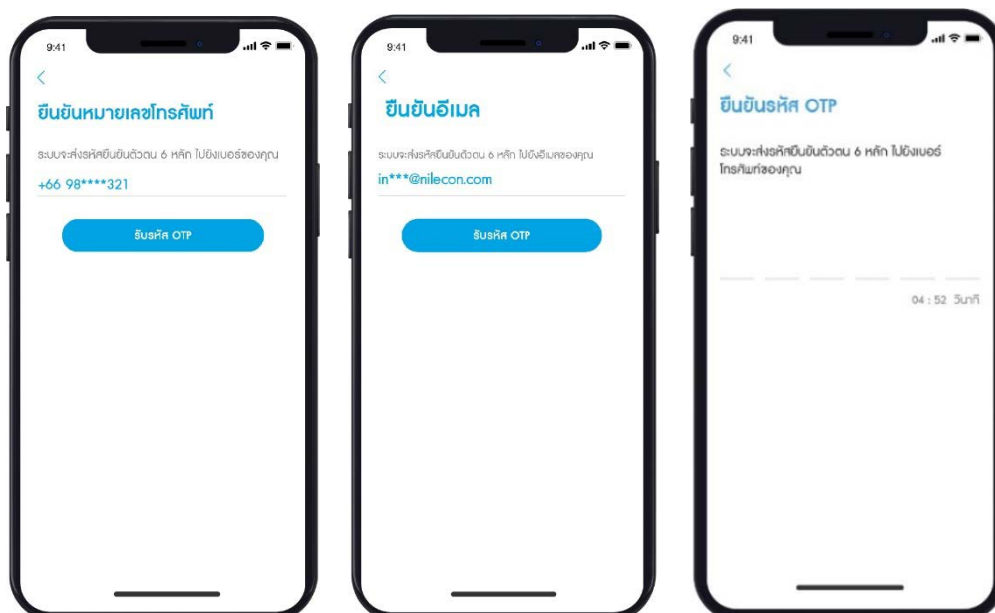 9:41
ยืนยันหมายเลขโทรศัพท์
ระบบจะส่งรหัสยืนยันตัวตน 6 หลัก ไปยังเบอร์ของคุณ
+66 98****321
รับรหัส OTP
9:41
ยืนยันอีเมล
ระบบจะส่งรหัสยืนยันตัวตน 6 หลัก ไปยังอีเมลของคุณ
in***@nilecon.com
รับรหัส OTP
9:41
ยืนยันรหัส OTP
ระบบจะส่งรหัสยืนยันตัวตน 6 หลัก ไปยังเบอร์
โทรศัพท์ของคุณ
04 : 52 วินาที